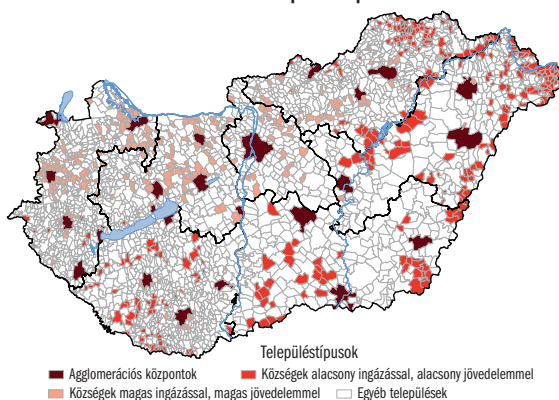 Településtípusok
Agglomerációs központok
Községek alacsony ingázással, alacsony jövedelemmel
Községek magas ingázással, magas jövedelemmel
Egyéb települések